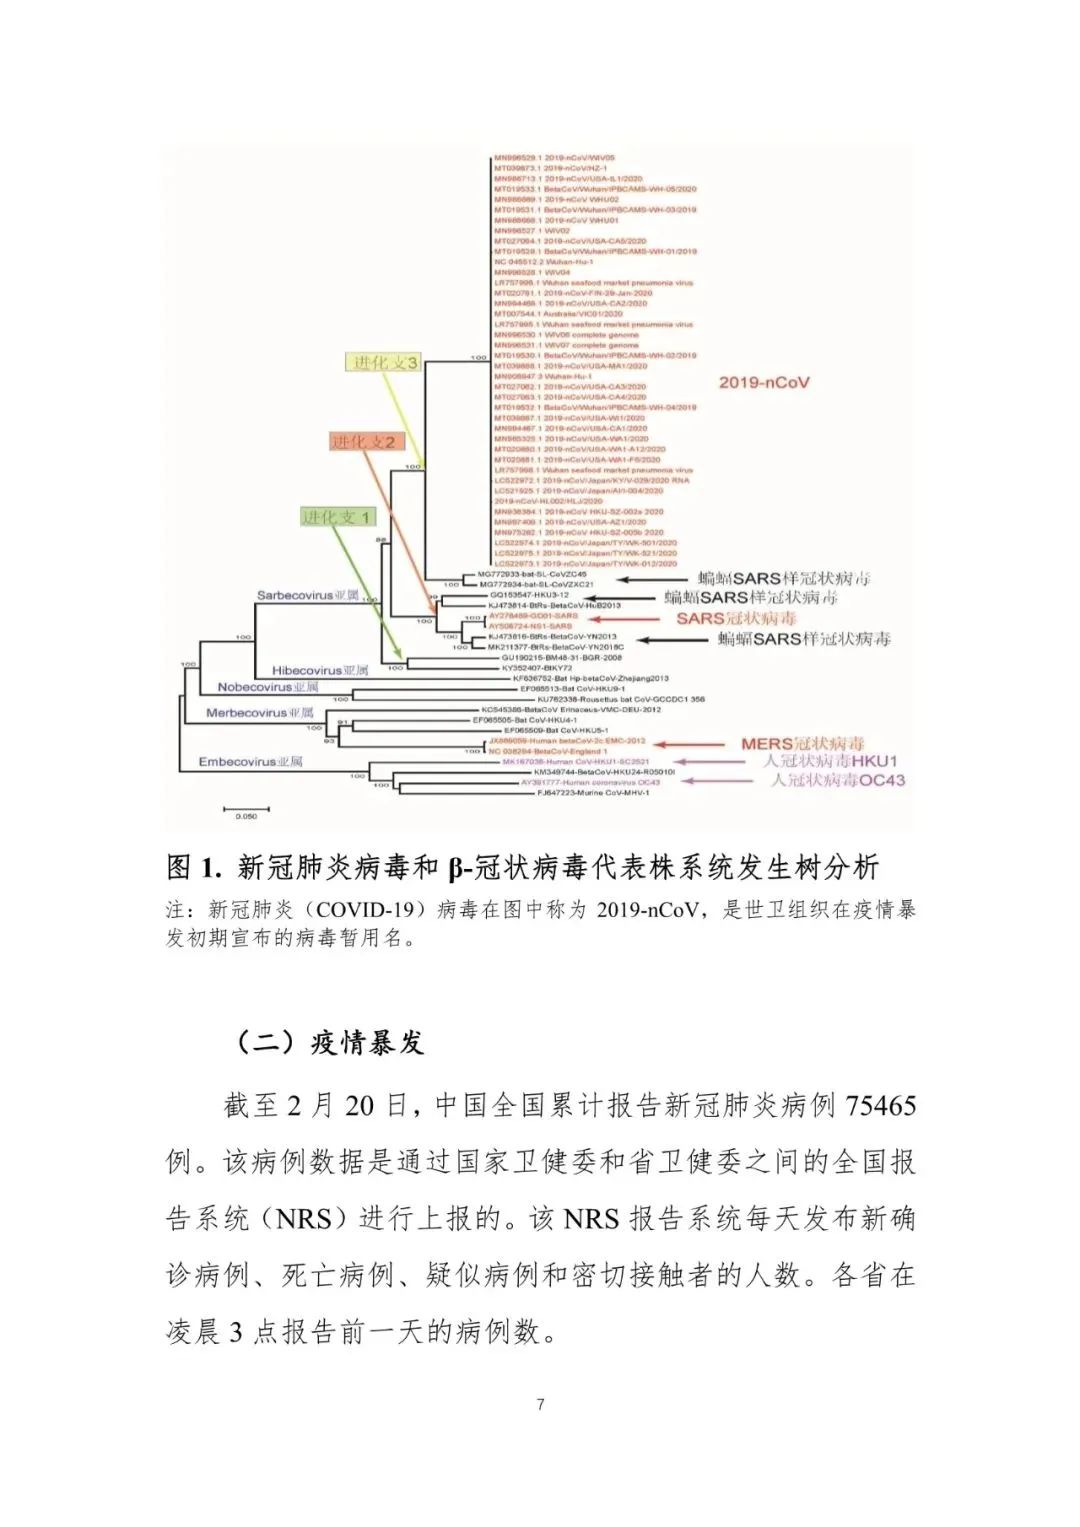 MN996529.1 2019-nCoV/WIV05
MT039873.1 2019-nCoV/HZ-1
MN988713.1 2019-nCoV/USA-IL1/2020
MT019533.1 BetaCoV/Wuhan/IPBCAMS-WH-05/2020
MN988669.1 2019-nCoV WHU02
MT019531.1 BetaCoV/Wuhan/IPBCAMS-WH-03/2019
MN988668.1 2019-nCoV WHU01
MN996527.1 WIV02
MT027064.1 2019-nCoV/USA-CA5/2020
MT019529.1 BetaCoV/Wuhan/IPBCAMS-WH-01/2019
NC 045512.2 Wuhan-Hu-1
MN996528.1 WIV04
LR757996.1 Wuhan seafood market pneumonia virus
MT020781.1 2019-nCoV-FIN-29-Jan-2020
MN994468.1 2019-nCoV/USA-CA2/2020
MT007544.1 Australia/VIC01/2020
LR757995.1 Wuhan seafood market pneumonia virus
MN996530.1 WIV06 complete genome
MN996531.1 WIV07 complete genome
MT019530.1 BetaCoV/Wuhan/IPBCAMS-WH-02/2019
100
进化支3
MT039888.1 2019-nCoV/USA-MA1/2020
MN908947.3 Wuhan-Hu-1
2019-nCoV
MT027062.1 2019-nCoV/USA-CA3/2020
MT027063.1 2019-nCoV/USA-CA4/2020
MT019532.1 BetaCoV/Wuhan/IPBCAMS-WH-04/2019
MT039887.1 2019-nCoV/USA-WI1/2020
MN994467.1 2019-nCoV/USA-CA1/2020
进化支2
MN985325.1 2019-nCoV/USA-WA1/2020
MT020880.1 2019-nCoV/USA-WA1-A12/2020
MT020881.1 2019-nCoV/USA-WA1-F6/2020
100
LR757998.1 Wuhan seafood market pneumonia virus
LC522972.1 2019-nCoV/Japan/KY/V-029/2020 RNA
LC521925.1 2019-nCoV/Japan/AI/I-004/2020
2019-nCoV-HL002/HLJ/2020
MN938384.1 2019-nCoV HKU-SZ-002a 2020
进化支 1
MN997409.1 2019-nCoV/USA-AZ1/2020
MN975262.1 2019-nCoV HKU-SZ-005b 2020
LC522974.1 2019-nCoV/Japan/TY/WK-501/2020
LC522975.1 2019-nCoV/Japan/TY/WK-521/2020
LC522973.1 2019-nCoV/Japan/TY/WK-012/2020
MG772933-bat-SL-CoVZC45
蝙蝠SARS样冠状病毒
MG772934-bat-SL-CoVZXC21
Sarbecovirus亚属
100
99
GQ153547-HKU3-12
蝙蝠SARS样冠状病毒
KJ473814-BtRs-BetaCoV-HuB2013
AY278489-GD01-SARS
SARS冠状病毒
100
AY508724-NS1-SARS
100
KJ473816-BtRs-BetaCoV-YN2013
蝙蝠SARS样冠状病毒
MK211377-BtRs-BetaCoV-YN2018C
GU190215-BM48-31-BGR-2008
100
100
KY352407-BtKY72
Hibecovirus亚属
KF636752-Bat Hp-betaCoV-Zhejiang2013
Nobecovirus亚属
EF065513-Bat CoV-HKU9-1
100
KU762338-Rousettus bat CoV-GCCDC1 356
Merbecovirus亚属
KC545386-BetaCoV Erinaceus-VMC-DEU-2012
91
EF065505-Bat CoV-HKU4-1
100
EF065509-Bat CoV-HKU5-1
93
JX869059-Human betaCoV-2c EMC-2012
MERS冠状病毒
100
NC 038294-BetaCoV-England 1
Embecovirus亚属
MK167038-Human CoV-HKU1-SC2521
人冠状病毒HKU1
100
KM349744-BetaCoV-HKU24-R05010I
100
AY391777-Human coronavirus OC43
人冠状病毒OC43
FJ647223-Murine CoV-MHV-1
0.050
图 1. 新冠肺炎病毒和 β-冠状病毒代表株系统发生树分析
注：新冠肺炎（COVID-19）病毒在图中称为 2019-nCoV，是世卫组织在疫情暴
发初期宣布的病毒暂用名。
（二）疫情暴发
截至 2 月 20 日，中国全国累计报告新冠肺炎病例 75465
例。该病例数据是通过国家卫健委和省卫健委之间的全国报
告系统（NRS）进行上报的。该 NRS 报告系统每天发布新确
诊病例、死亡病例、疑似病例和密切接触者的人数。各省在
凌晨 3 点报告前一天的病例数。
7